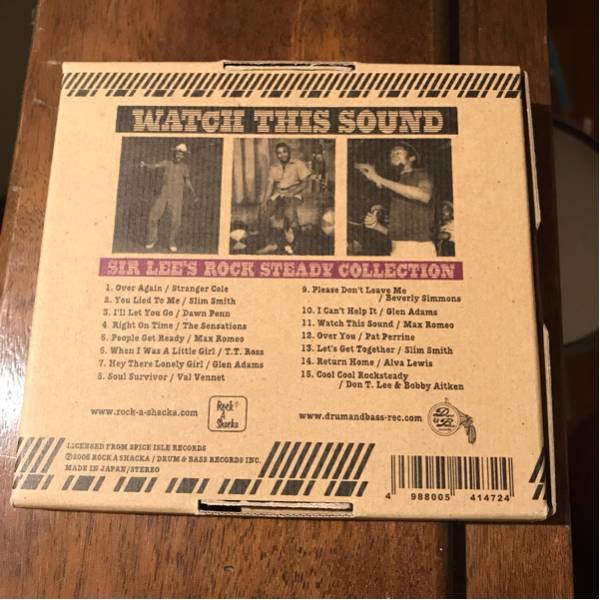 WATCH THIS SOUND
SIR LEE'S ROCK STEADY COLLECTION
1. Over Again / Stranger Cole
2. You Lied To Me / Slim Smith
3. I'll Let You Go / Dawn Penn
4. Right On Time / The Sensations
5. People Get Ready / Max Romeo
6. When I Was A Little Girl / T.T. Ross
7. Hey There Lonely Girl / Glen Adams
8. Soul Survivor / Val Vennet
9. Please Don't Leave Me
/ Beverly Simmons
10. I Can't Help It / Glen Adams
11. Watch This Sound / Max Romeo
12. Over You / Pat Perrine
13. Let's Get Together / Slim Smith
14. Return Home / Alva Lewis
15. Cool Cool Rocksteady
/ Don T. Lee & Bobby Aitken
www.rock-a-shacka.com
Rock
A
Shacka
www.drumandbass-rec.com
LICENSED FROM SPICE ISLE RECORDS
℗2006 ROCK A SHACKA / DRUM & BASS RECORDS INC.
MADE IN JAPAN/STEREO
4 988005 414724